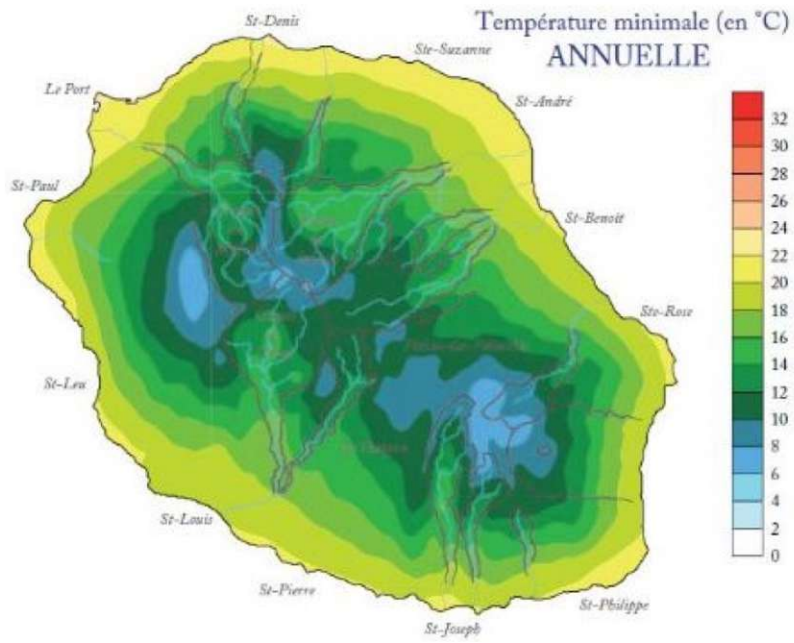 Température minimale (en °C)
ANNUELLE
St-Denis
Ste-Suzanne
Le Port
St-André
St-Paul
St-Benoit
Ste-Rose
St-Leu
St-Louis
St-Pierre
St-Philippe
St-Joseph
32
30
28
26
24
22
20
18
16
14
12
10
8
6
4
2
0